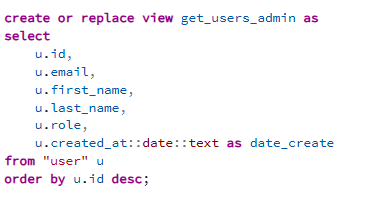 create or replace view get_users_admin as
select
    u.id,
    u.email,
    u.first_name,
    u.last_name,
    u.role,
    u.created_at::date::text as date_create
from "user" u
order by u.id desc;